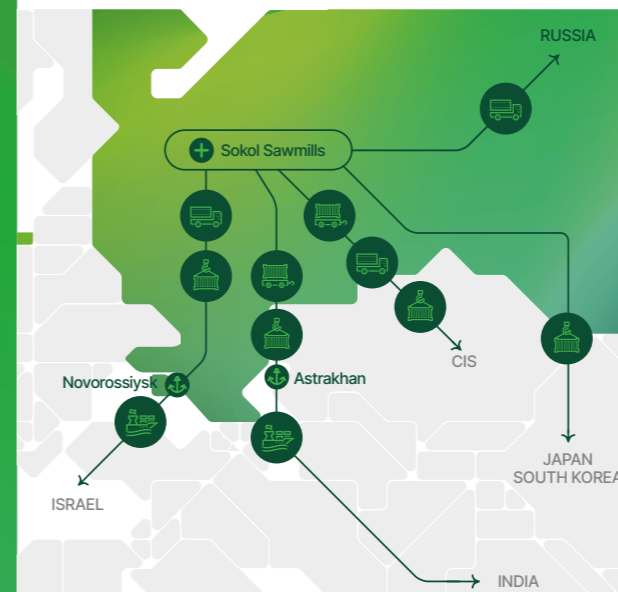 RUSSIA
Sokol Sawmills
CIS
Novorossiysk
Astrakhan
JAPAN
SOUTH KOREA
ISRAEL
INDIA